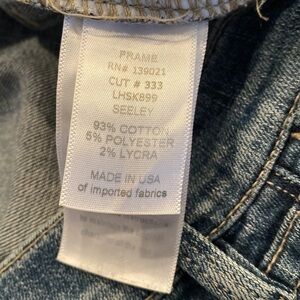 FRAME
RN# 139021
CUT # 333
LHSK899
SEELEY
93% COTTON
5% POLYESTER
2% LYCRA
MADE IN USA
of imported fabrics